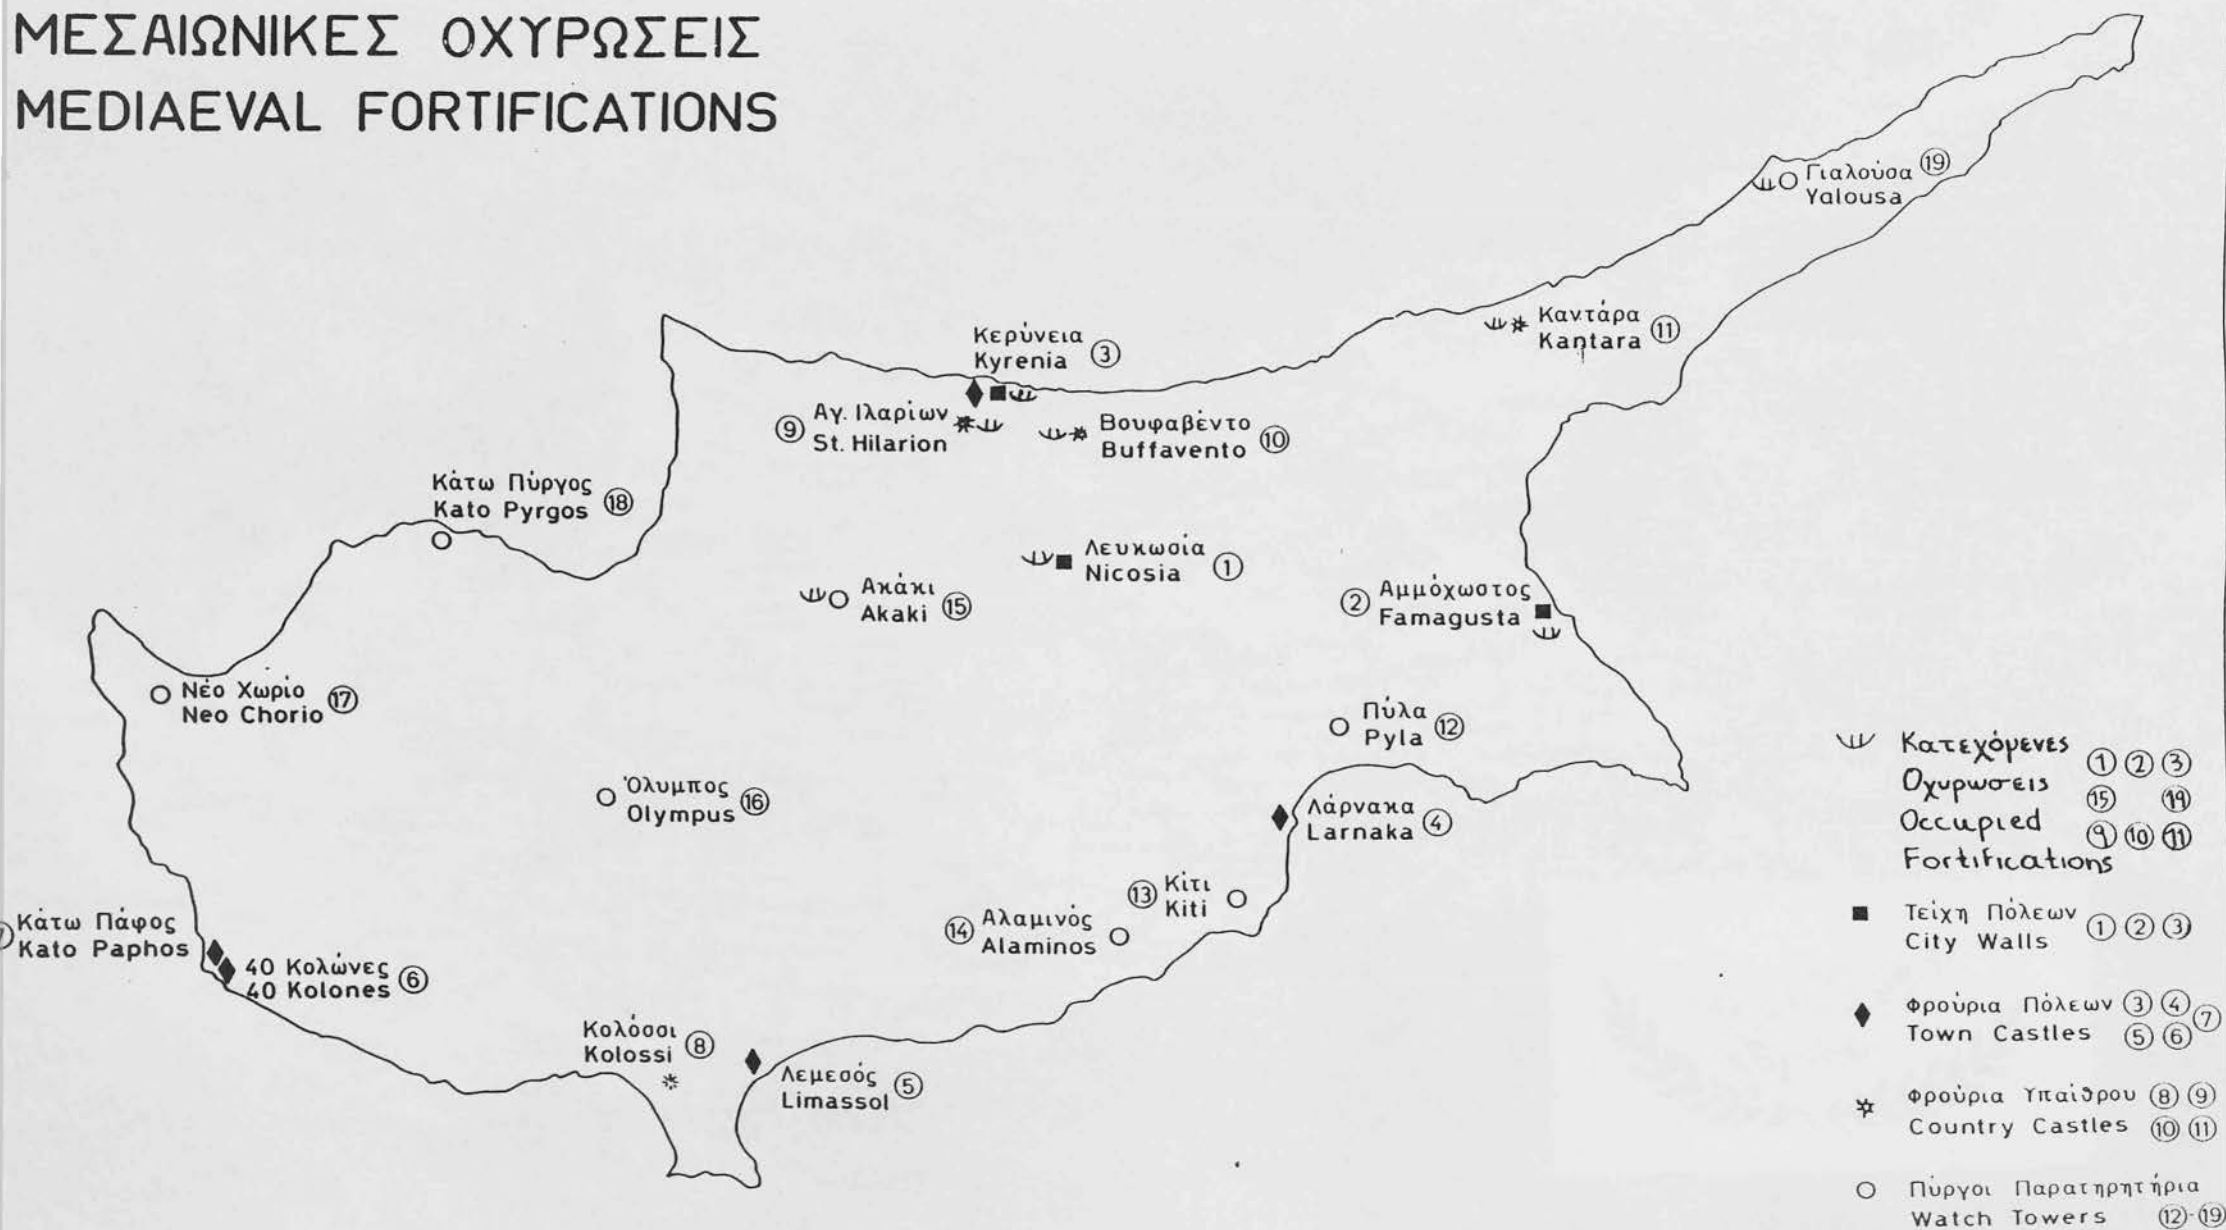 ΜΕΣΑΙΩΝΙΚΕΣ ΟΧΥΡΩΣΕΙΣ
MEDIAEVAL FORTIFICATIONS
Γιαλούσα ⑲
Yalousa
Καντάρα
Kantara ⑪
Κερύνεια
Kyrenia ③
⑨ Αγ. Ιλαρίων
St. Hilarion
Βουφαβέντο
Buffavento ⑩
Κάτω Πύργος
Kato Pyrgos ⑱
Λευκωσία
Nicosia ①
Ακάκι
Akaki ⑮
② Αμμόχωστος
Famagusta
Νέο Χωρίο
Neo Chorio ⑰
Πύλα
Pyla ⑫
Όλυμπος
Olympus ⑯
Λάρνακα
Larnaka ④
⑬ Κίτι
Kiti
⑭ Αλαμινός
Alaminos
⑦ Κάτω Πάφος
Kato Paphos
40 Κολώνες
40 Kolones ⑥
Κολόσσι
Kolossi ⑧
Λεμεσός
Limassol ⑤
Κατεχόμενες ① ② ③
Οχυρωσεις ⑮ ⑲
Occupied ⑨ ⑩ ⑪
Fortifications
Τείχη Πόλεων
City Walls ① ② ③
Φρούρια Πόλεων ③ ④ ⑦
Town Castles ⑤ ⑥
Φρούρια Υπαίθρου ⑧ ⑨
Country Castles ⑩ ⑪
Πύργοι Παρατηρητήρια
Watch Towers ⑫-⑲